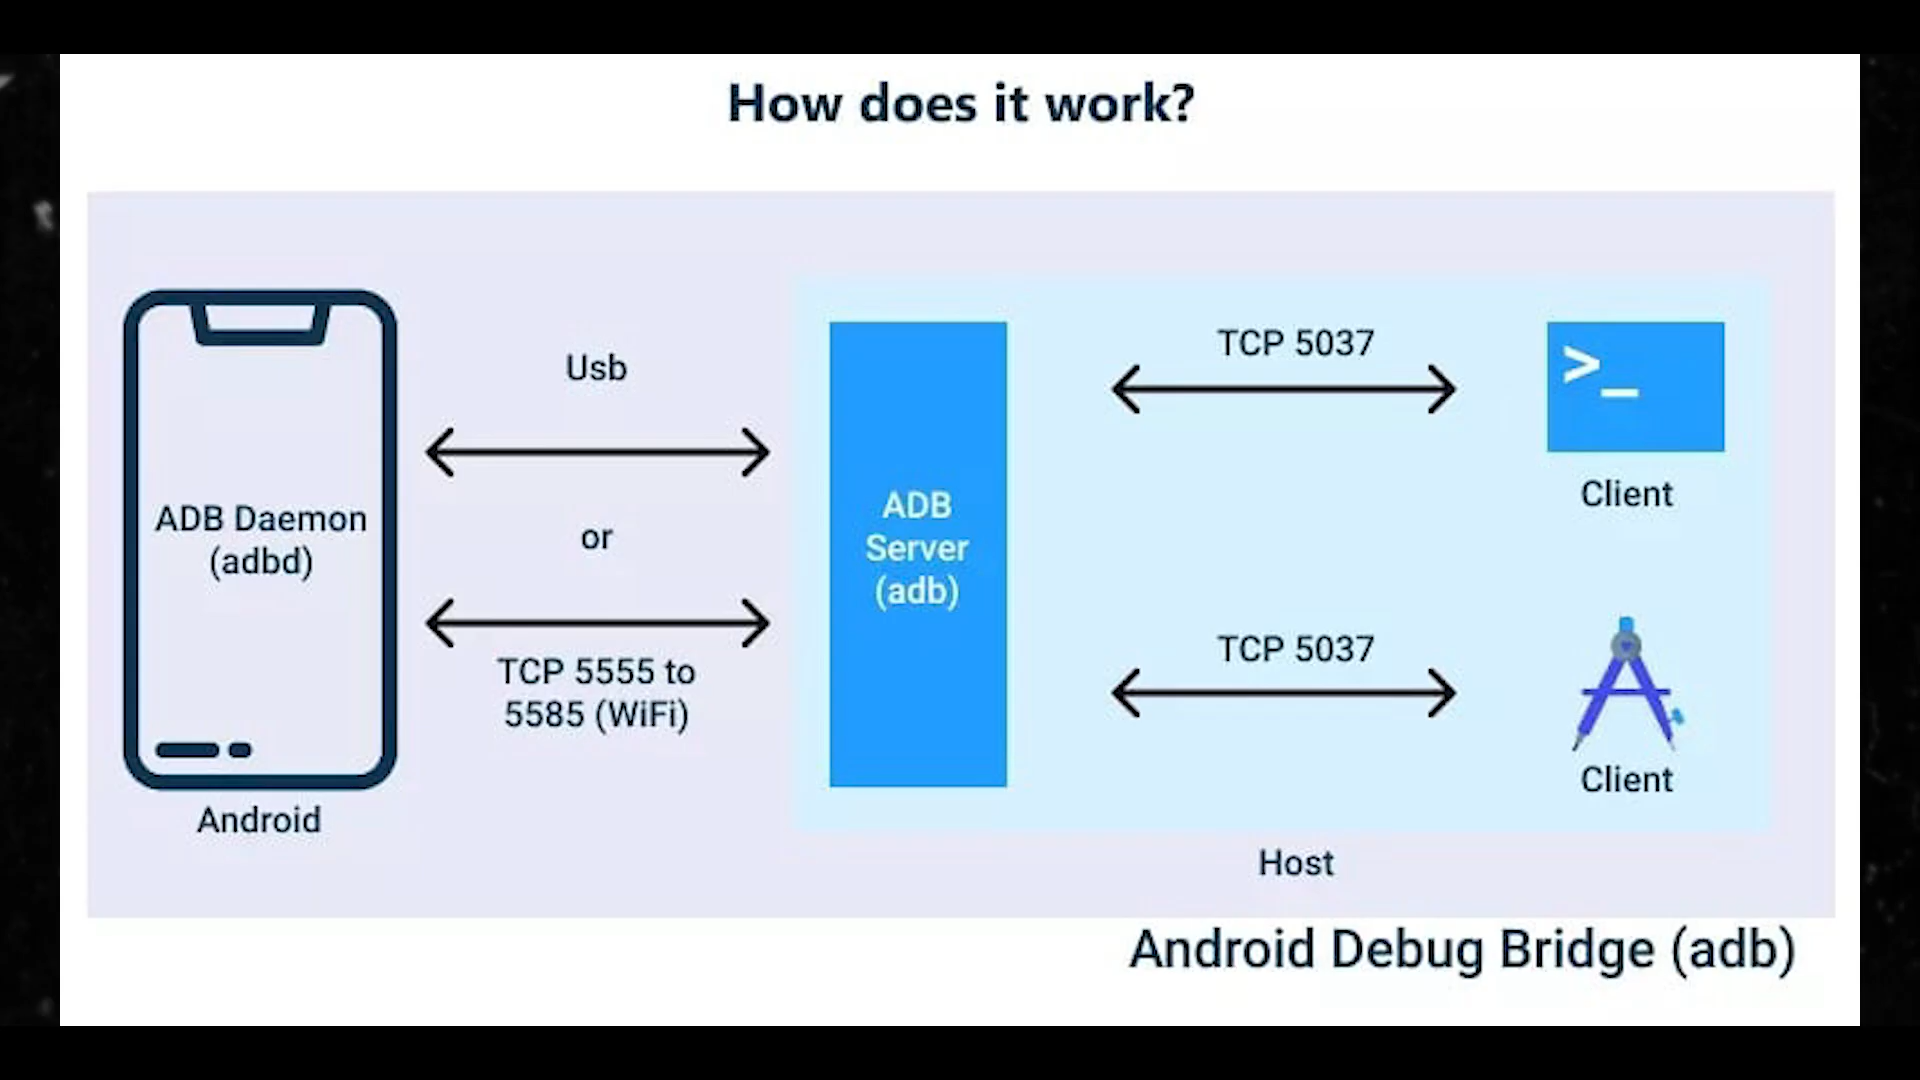 How does it work?
Usb
ADB Daemon
(adbd)
or
TCP 5555 to
5585 (WiFi)
Android
ADB
Server
(adb)
TCP 5037
>_
Client
TCP 5037
Client
Host
Android Debug Bridge (adb)